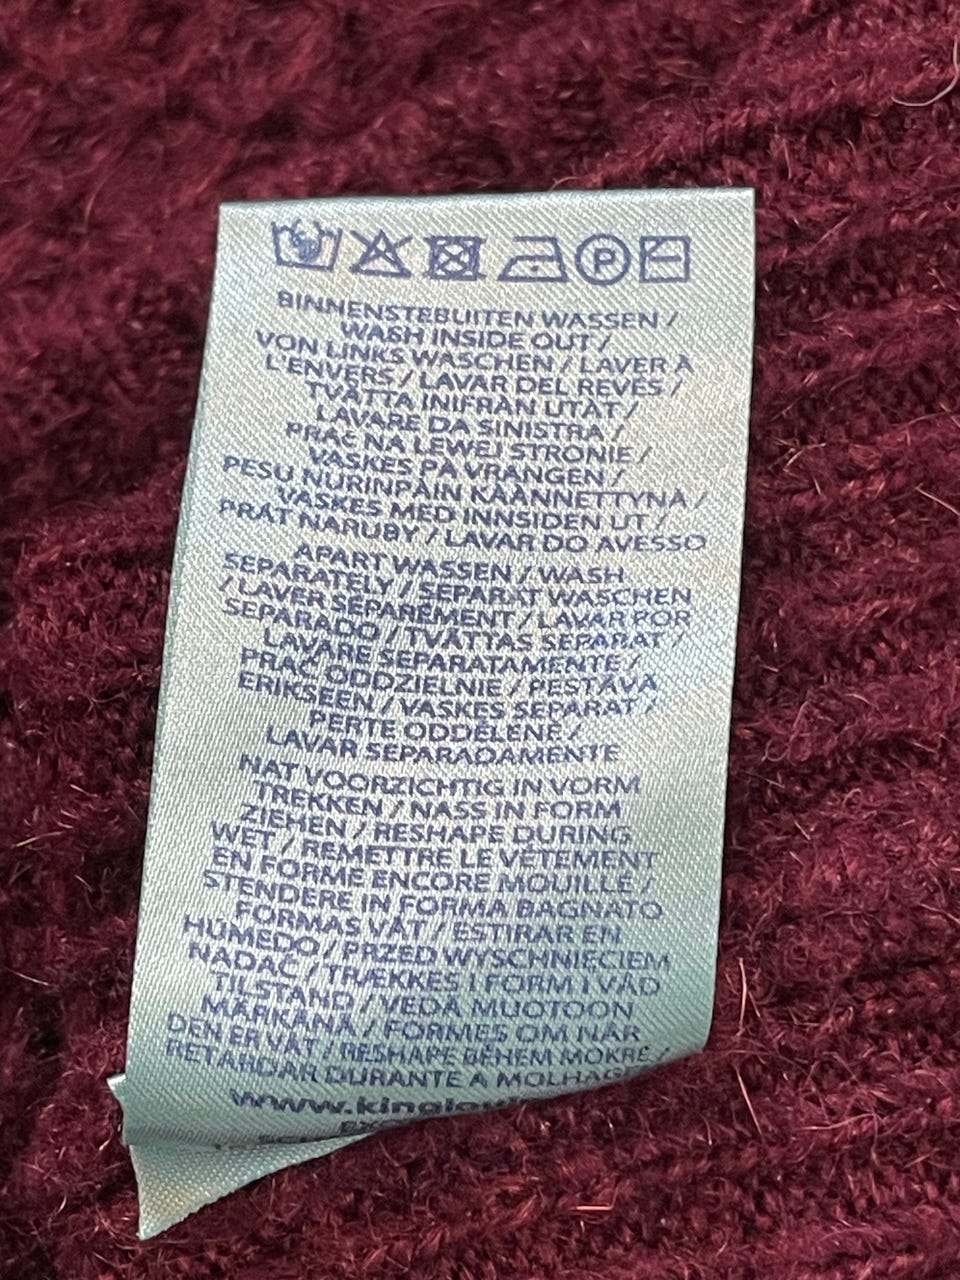 P
BINNENSTEBUITEN WASSEN /
WASH INSIDE OUT /
VON LINKS WASCHEN / LAVER À
L'ENVERS / LAVAR DEL REVÉS /
TVÄTTA INIFRÅN UTÅT /
LAVARE DA SINISTRA /
PRAĆ NA LEWEJ STRONIE /
VASKES PÅ VRANGEN /
PESU NURINPÄIN KÄÄNNETTYNÄ /
VASKES MED INNSIDEN UT /
PRÁT NARUBY / LAVAR DO AVESSO
APART WASSEN / WASH
SEPARATELY / SEPARAT WASCHEN
/ LAVER SÉPARÉMENT / LAVAR POR
SEPARADO / TVÄTTAS SEPARAT /
LAVARE SEPARATAMENTE /
PRAĆ ODDZIELNIE / PESTÄVÄ
ERIKSEEN / VASKES SEPARAT /
PERTE ODDĚLENĚ /
LAVAR SEPARADAMENTE
NAT VOORZICHTIG IN VORM
TREKKEN / NASS IN FORM
ZIEHEN / RESHAPE DURING
WET / REMETTRE LE VÊTEMENT
EN FORME ENCORE MOUILLÉ /
STENDERE IN FORMA BAGNATO
FORMAS VÅT / ESTIRAR EN
HÚMEDO / PRZED WYSCHNIĘCIEM
NADAĆ / TRÆKKES I FORM I VÅD
TILSTAND / VEDÄ MUOTOON
MÄRKÄNÄ / FORMES OM NÅR
DEN ER VÅT / RESHAPE BĚHEM MOKRÉ /
RETARDAR DURANTE A MOLHAGE
www.kingloui